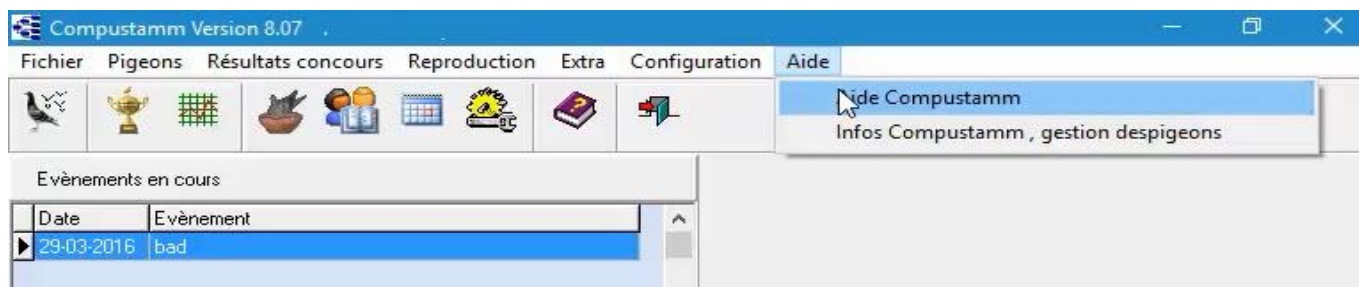 Compustamm Version 8.07 .
Fichier Pigeons Résultats concours Reproduction Extra Configuration Aide
Aide Compustamm
Infos Compustamm , gestion despigeons
Evènements en cours
Date Evènement
29-03-2016 bad